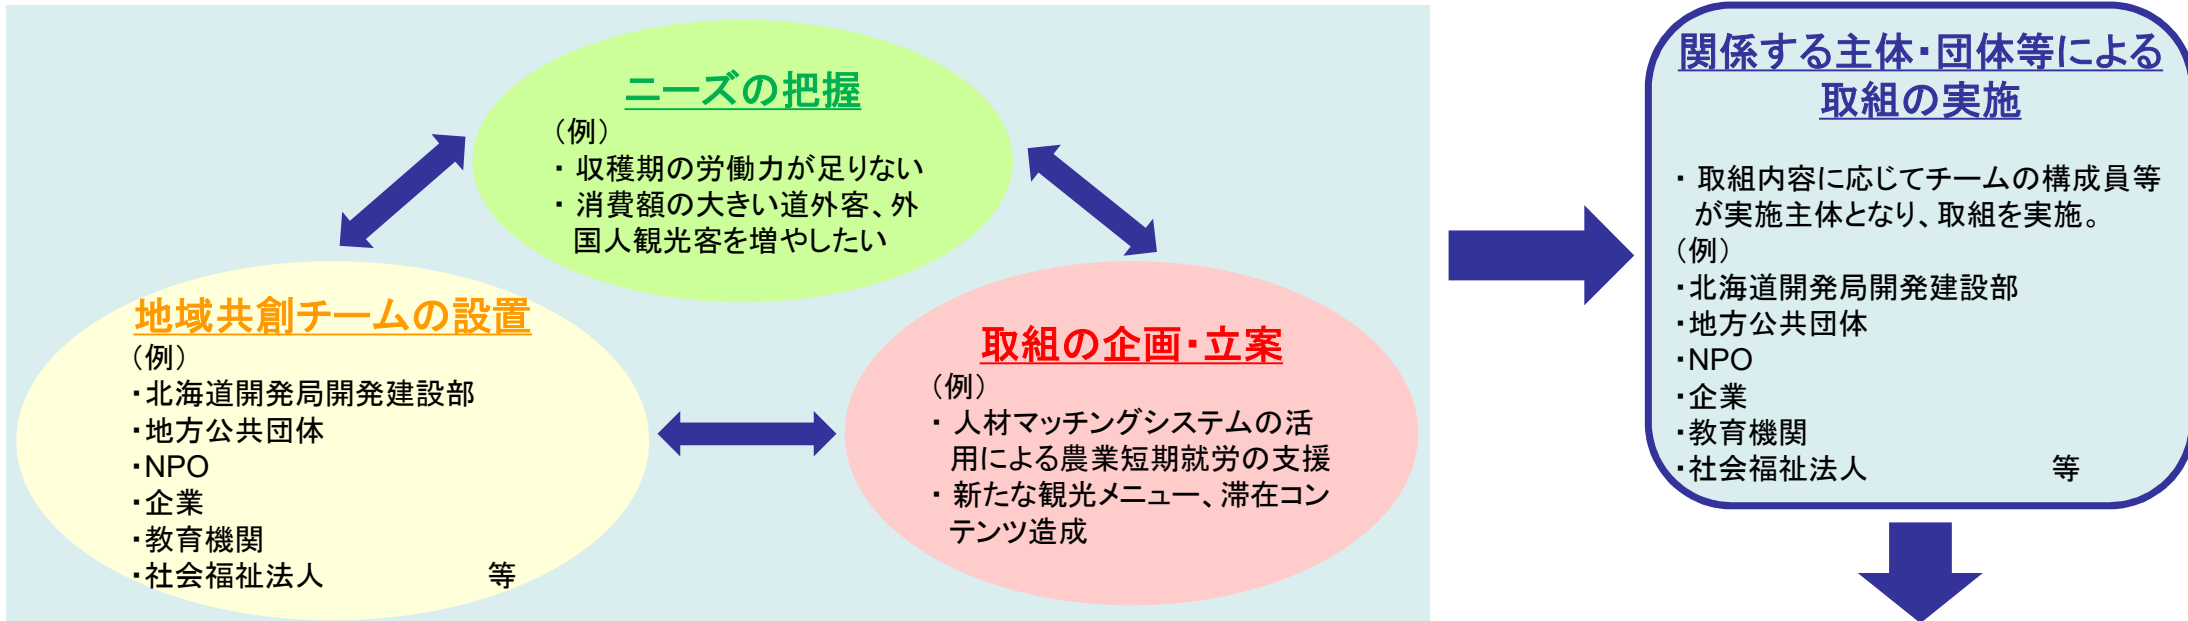 ニーズの把握
（例）
・ 収穫期の労働力が足りない
・ 消費額の大きい道外客、外
国人観光客を増やしたい
地域共創チームの設置
（例）
・北海道開発局開発建設部
・地方公共団体
・NPO
・企業
・教育機関
・社会福祉法人 等
取組の企画・立案
（例）
・ 人材マッチングシステムの活
用による農業短期就労の支援
・ 新たな観光メニュー、滞在コン
テンツ造成
関係する主体・団体等による
取組の実施
・ 取組内容に応じてチームの構成員等
が実施主体となり、取組を実施。
（例）
・北海道開発局開発建設部
・地方公共団体
・NPO
・企業
・教育機関
・社会福祉法人 等